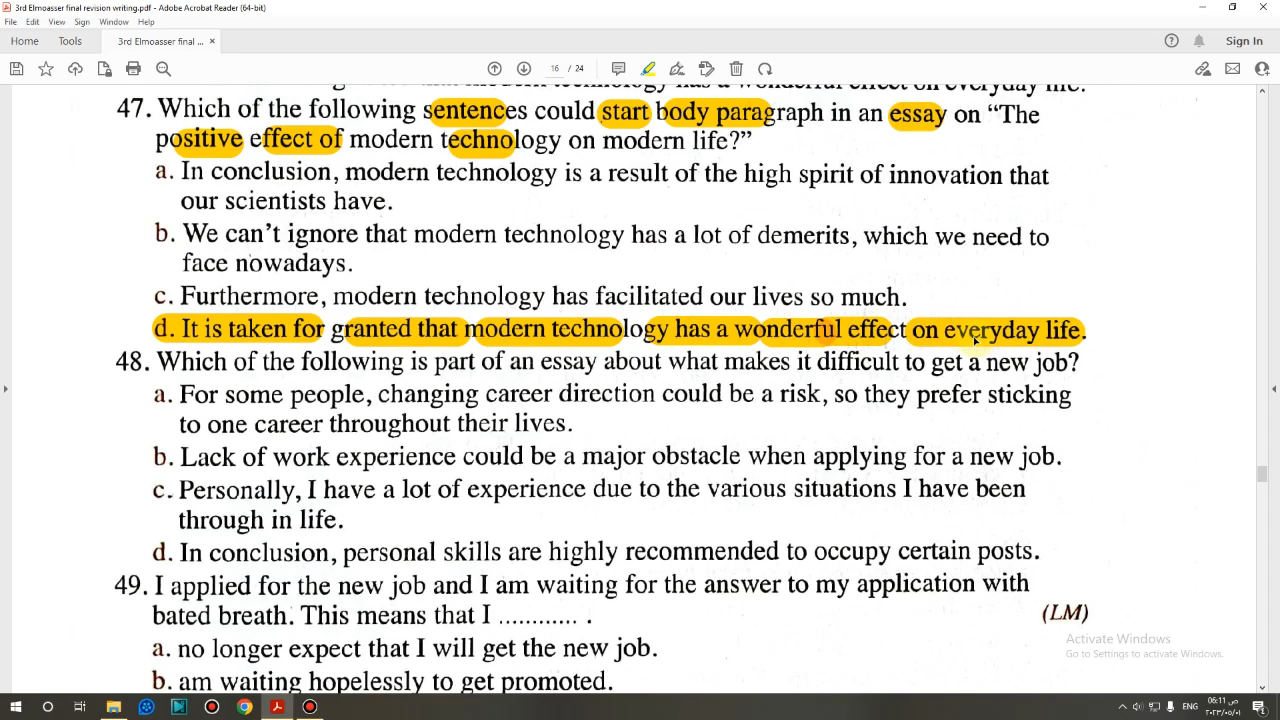 3rd Elmoasser final revision writing.pdf - Adobe Acrobat Reader (64-bit)
File Edit View Sign Window Help
Home Tools 3rd Elmoasser final ... × Sign In
16 / 24
47. Which of the following sentences could start body paragraph in an essay on “The
positive effect of modern technology on modern life?”
a. In conclusion, modern technology is a result of the high spirit of innovation that
our scientists have.
b. We can’t ignore that modern technology has a lot of demerits, which we need to
face nowadays.
c. Furthermore, modern technology has facilitated our lives so much.
d. It is taken for granted that modern technology has a wonderful effect on everyday life.
48. Which of the following is part of an essay about what makes it difficult to get a new job?
a. For some people, changing career direction could be a risk, so they prefer sticking
to one career throughout their lives.
b. Lack of work experience could be a major obstacle when applying for a new job.
c. Personally, I have a lot of experience due to the various situations I have been
through in life.
d. In conclusion, personal skills are highly recommended to occupy certain posts.
49. I applied for the new job and I am waiting for the answer to my application with
bated breath. This means that I ............ .
(LM)
a. no longer expect that I will get the new job.
b. am waiting hopelessly to get promoted.
Activate Windows
Go to Settings to activate Windows.
ENG
06:11 ص